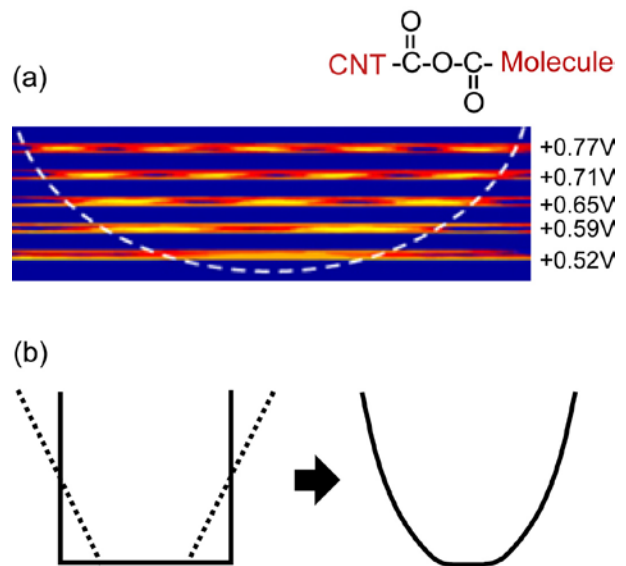 O O
CNT -C-O-C- Molecule
O
(a)
+0.77V
+0.71V
+0.65V
+0.59V
+0.52V
(b)